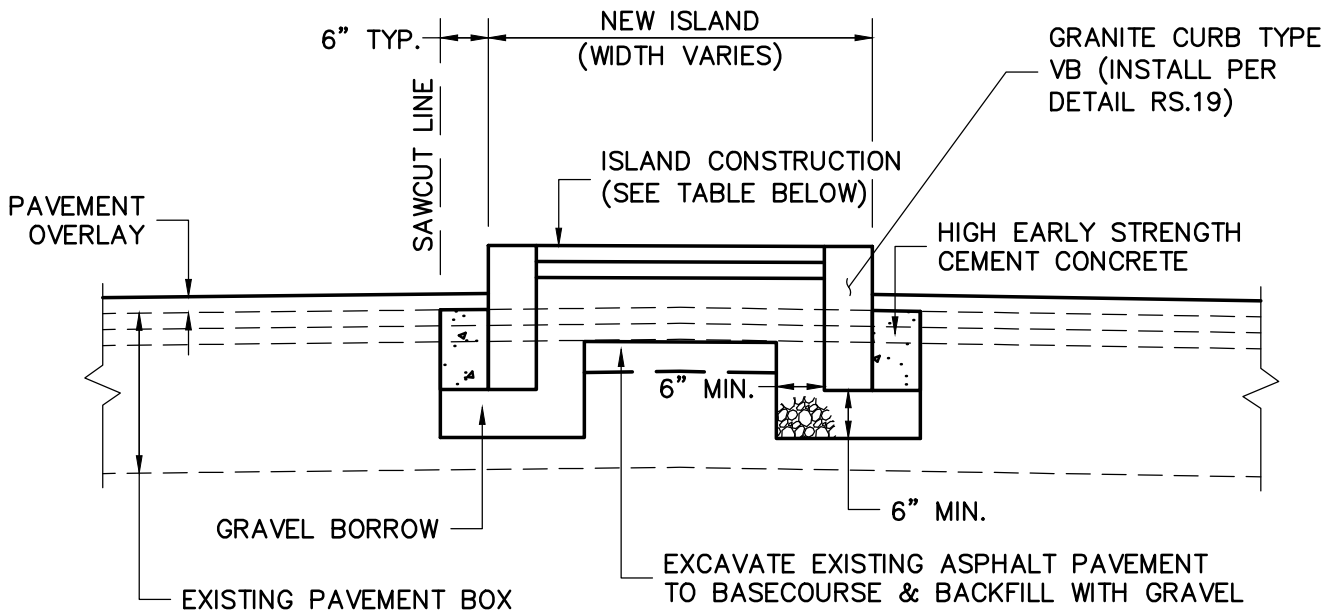 6" TYP.
NEW ISLAND
(WIDTH VARIES)
GRANITE CURB TYPE
VB (INSTALL PER
DETAIL RS.19)
SAWCUT LINE
ISLAND CONSTRUCTION
(SEE TABLE BELOW)
PAVEMENT
OVERLAY
HIGH EARLY STRENGTH
CEMENT CONCRETE
6" MIN.
6" MIN.
GRAVEL BORROW
EXCAVATE EXISTING ASPHALT PAVEMENT
TO BASECOURSE & BACKFILL WITH GRAVEL
EXISTING PAVEMENT BOX